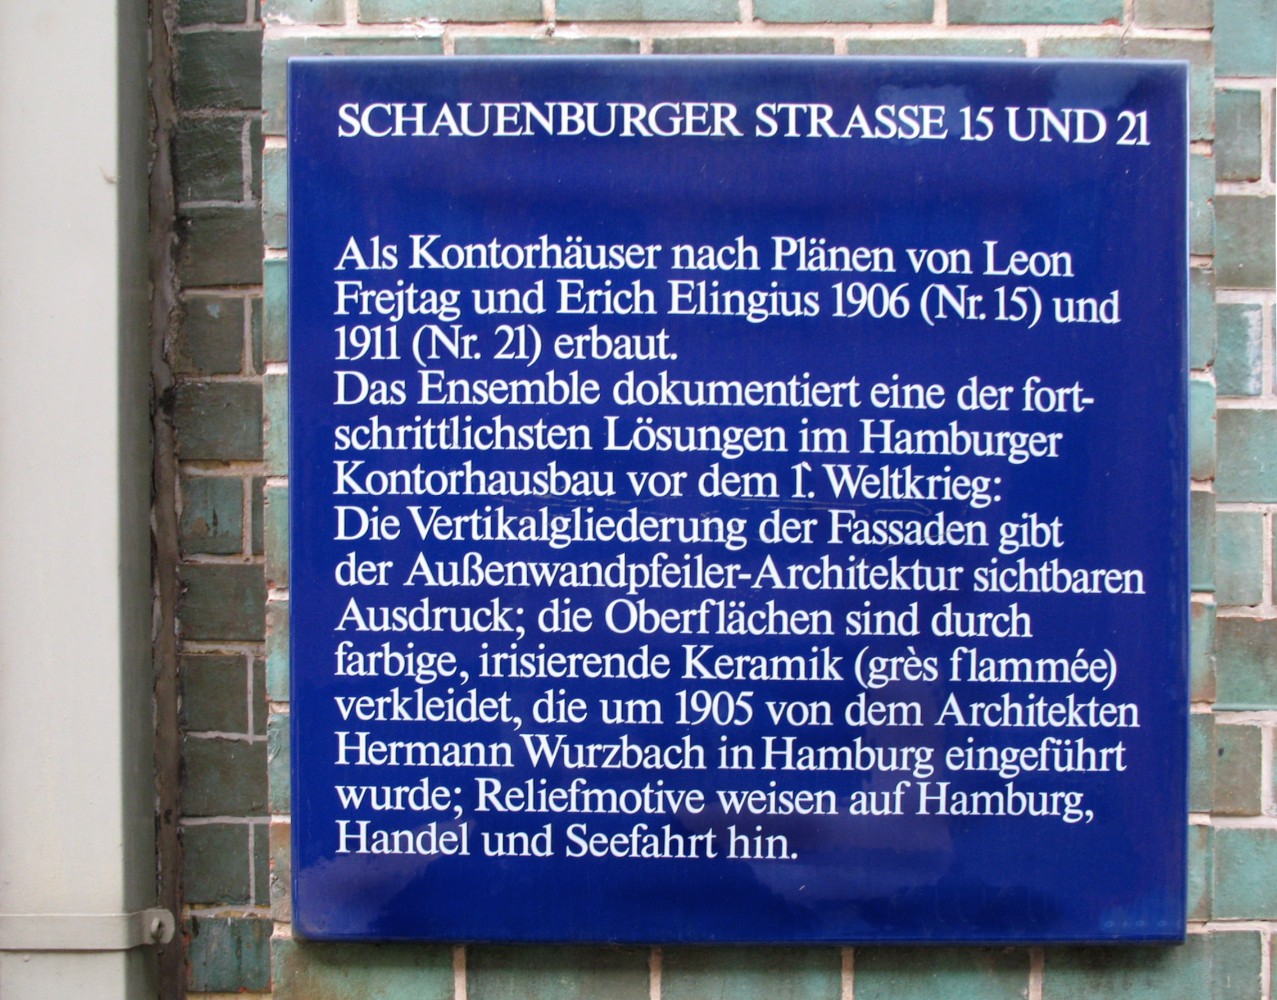 SCHAUENBURGER STRASSE 15 UND 21
Als Kontorhäuser nach Plänen von Leon
Frejtag und Erich Elingius 1906 (Nr. 15) und
1911 (Nr. 21) erbaut.
Das Ensemble dokumentiert eine der fort-
schrittlichsten Lösungen im Hamburger
Kontorhausbau vor dem 1. Weltkrieg:
Die Vertikalgliederung der Fassaden gibt
der Außenwandpfeiler-Architektur sichtbaren
Ausdruck; die Oberflächen sind durch
farbige, irisierende Keramik (grès flammée)
verkleidet, die um 1905 von dem Architekten
Hermann Wurzbach in Hamburg eingeführt
wurde; Reliefmotive weisen auf Hamburg,
Handel und Seefahrt hin.